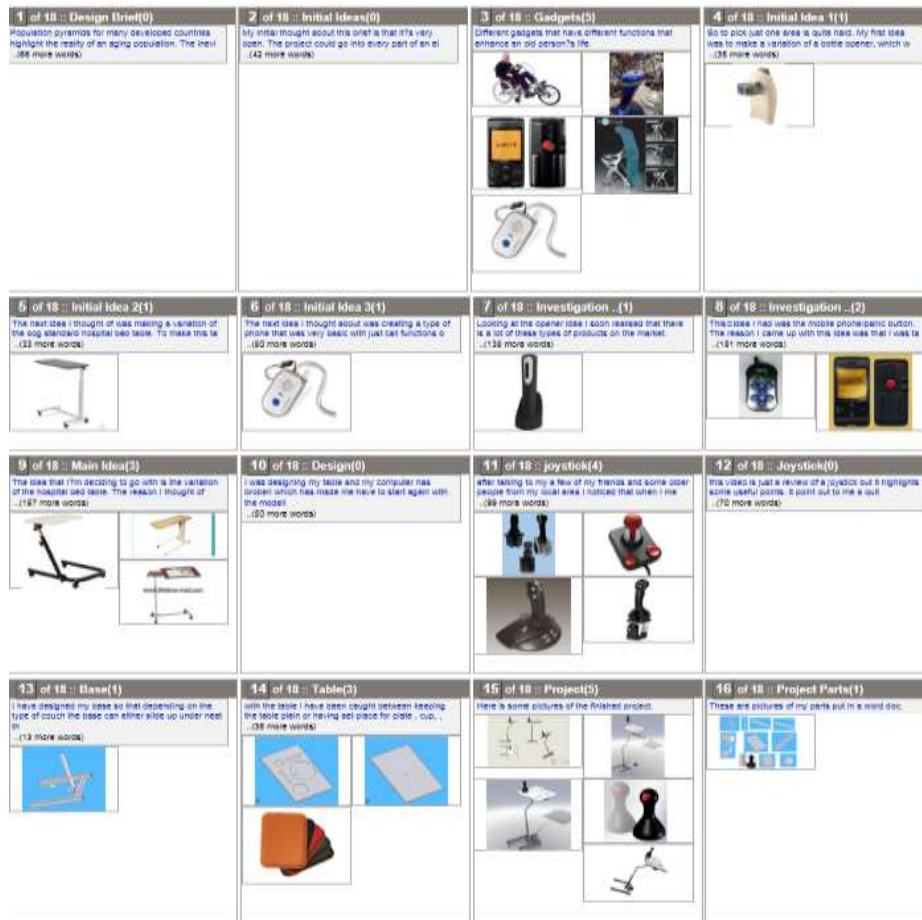 1 of 18 :: Design Brief(0)
Population pyramids for many developed countries
highlight the reality of an aging population. The inevi
..(66 more words)
2 of 18 :: Initial Ideas(0)
My initial thought about this brief is that it?s very
open. The project could go into every part of an el
..(42 more words)
3 of 18 :: Gadgets(5)
Different gadgets that have different functions that
enhance an old person?s life.
4 of 18 :: Initial Idea 1(1)
So to pick just one area is quite hard. My first idea
was to make a variation of a bottle opener, which w
..(36 more words)
5 of 18 :: Initial Idea 2(1)
The next idea I thought of was making a variation of
the bog standard hospital bed table. To make this ta
..(33 more words)
6 of 18 :: Initial Idea 3(1)
The next idea I thought about was creating a type of
phone that was very basic with just call functions o
..(80 more words)
7 of 18 :: Investigation ..(1)
Looking at the opener idea I soon realised that there
is a lot of these types of products on the market.
..(138 more words)
8 of 18 :: Investigation ..(2)
This idea I had was the mobile phone/panic button.
The reason I came up with this idea was that I was ta
..(181 more words)
9 of 18 :: Main Idea(3)
The idea that I?m deciding to go with is the variation
of the hospital bed table. The reason I thought of
..(187 more words)
10 of 18 :: Design(0)
I was designing my table and my computer has
broken which has made me have to start again with
the modell
..(50 more words)
11 of 18 :: joystick(4)
after talking to my a few of my friends and some older
people from my local area I noticed that when I me
..(89 more words)
12 of 18 :: Joystick(0)
this video is just a review of a joystick but it highlights
some useful points. It point out to me a quit
..(70 more words)
13 of 18 :: Base(1)
I have designed my base so that depending on the
type of couch the base can either slide up under neat
th
..(13 more words)
14 of 18 :: Table(3)
with the table I have been caught between keeping
the table plain or having set place for plate , cup, .
..(36 more words)
15 of 18 :: Project(5)
Here is some pictures of the finished project.
16 of 18 :: Project Parts(1)
These are pictures of my parts put in a word doc.